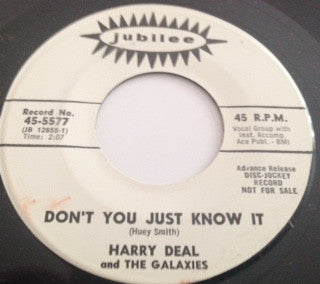 jubilee
Record No.
45-5577
(JB 12655-1)
Time: 2:07
45 R.P.M.
Vocal Group with
Inst. Accomp.
Ace Publ. - BMI
Advance Release
DISC-JOCKEY
RECORD
NOT FOR SALE
DON'T YOU JUST KNOW IT
(Huey Smith)
HARRY DEAL
and THE GALAXIES